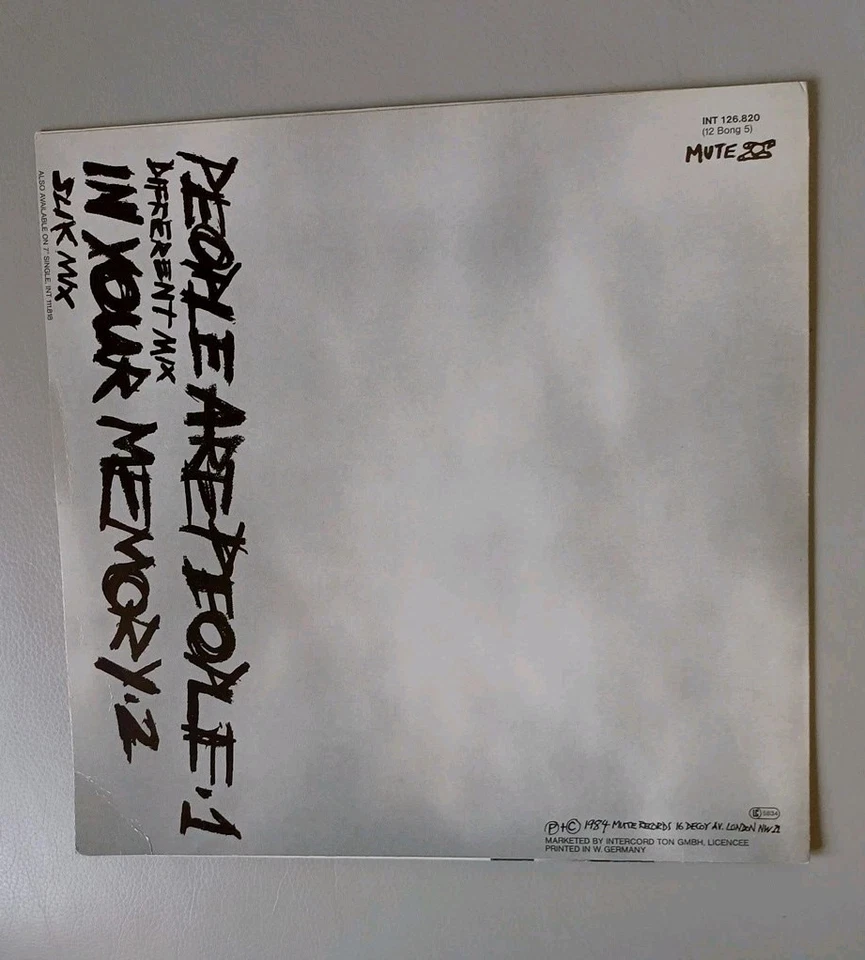 INT 126.820
(12 Bong 5)
MUTE
PEOPLE ARE PEOPLE·1
DIFFERENT MIX
IN YOUR MEMORY·2
SLIK MIX
ALSO AVAILABLE ON 7" SINGLE. INT 111.818
Ⓟ+© 1984 MUTE RECORDS 16 DECOY AV. LONDON NW11
LC 5834
MARKETED BY INTERCORD TON GMBH, LICENCEE
PRINTED IN W. GERMANY